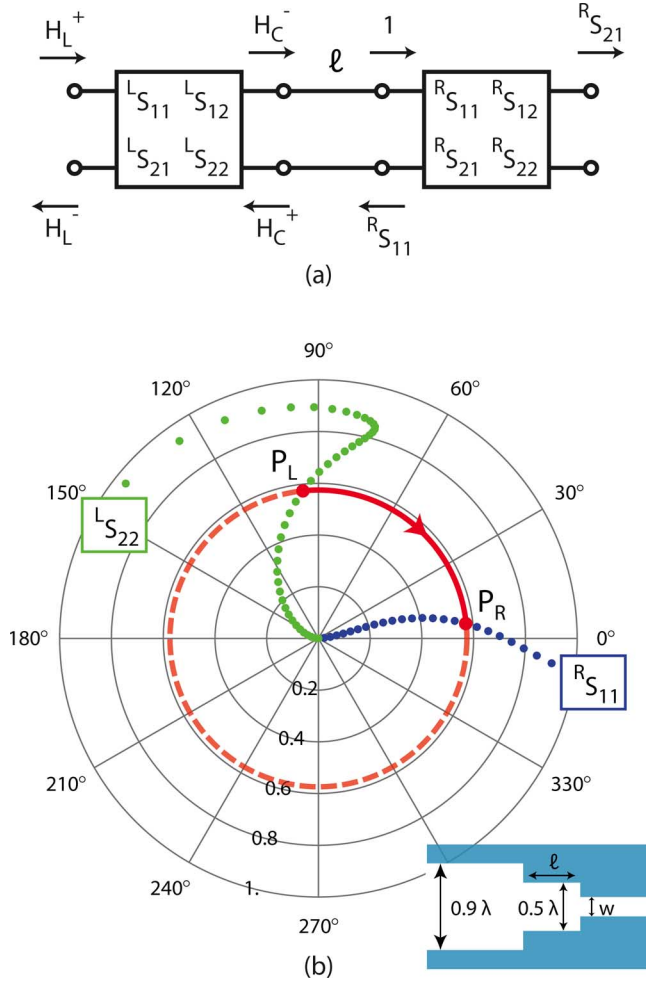 H_L^+ H_C^- ℓ 1 ^RS_21
^LS_11 ^LS_12 ^RS_11 ^RS_12
^LS_21 ^LS_22 ^RS_21 ^RS_22
H_L^- H_C^+ ^RS_11
(a)
90°
120° 60°
P_L
150° 30°
^LS_22
P_R
180° 0°
0.2
^RS_11
0.4
210° 330°
0.6
0.8
ℓ
240° 1. 0.9 λ 0.5 λ w
270°
(b)